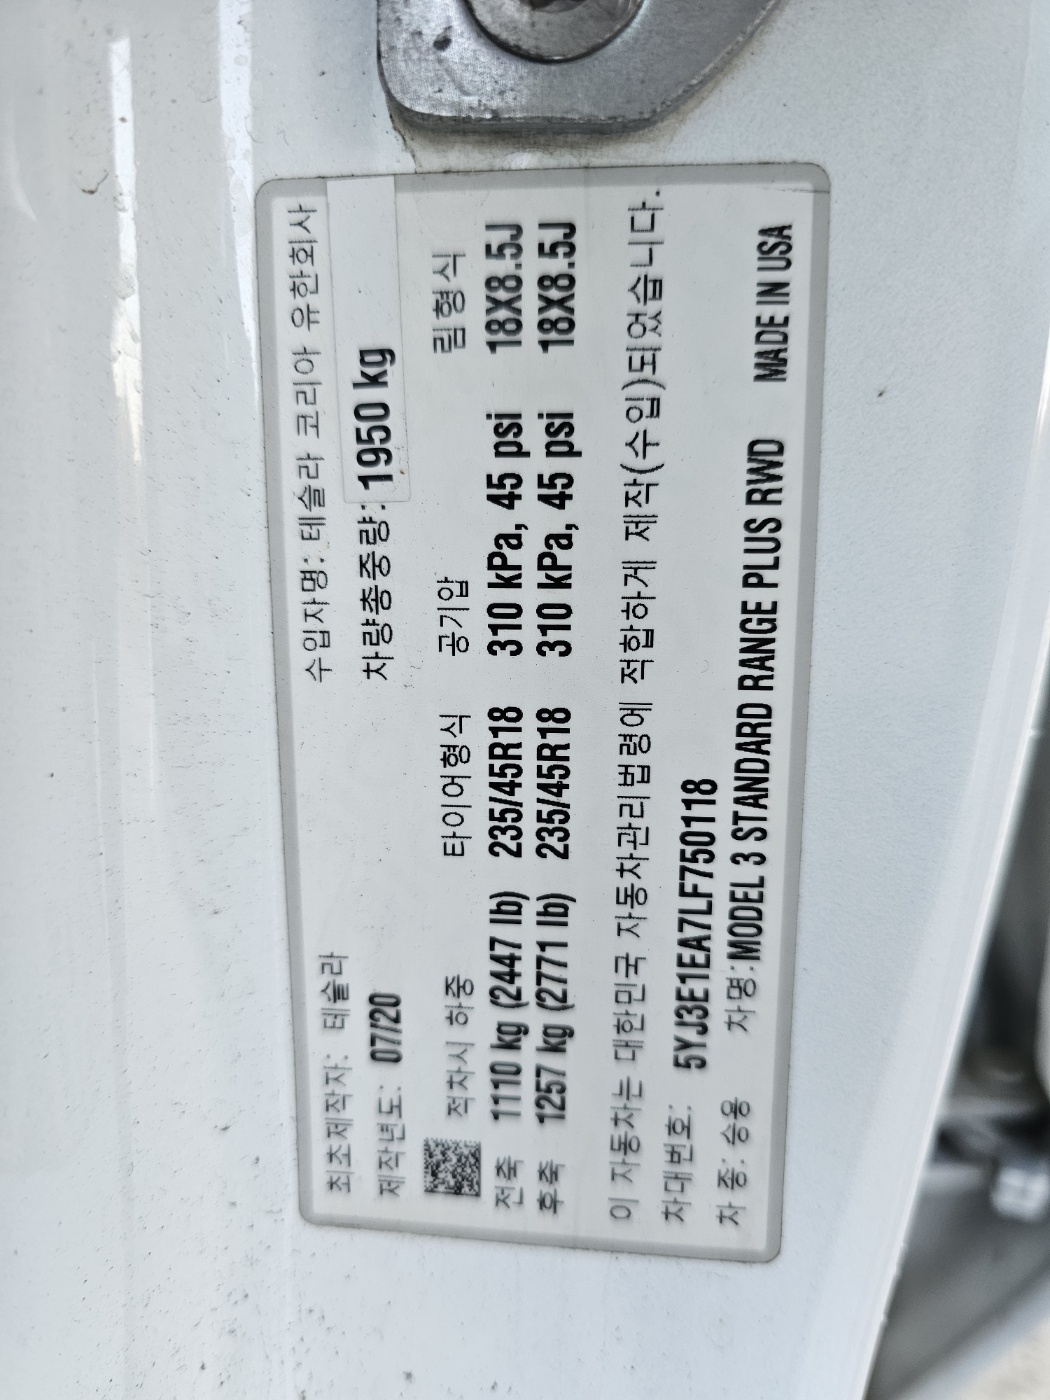 최초제작자: 테슬라 수입자명: 테슬라 코리아 유한회사
제작년도: 07/20 차량총중량: 1950 kg
적차시 하중 타이어형식 공기압 림형식
전축 1110 kg (2447 lb) 235/45R18 310 kPa, 45 psi 18X8.5J
후축 1257 kg (2771 lb) 235/45R18 310 kPa, 45 psi 18X8.5J
이 자동차는 대한민국 자동차관리법령에 적합하게 제작(수입)되었습니다.
차대번호: 5YJ3E1EA7LF750118
차 종: 승용 차명: MODEL 3 STANDARD RANGE PLUS RWD MADE IN USA